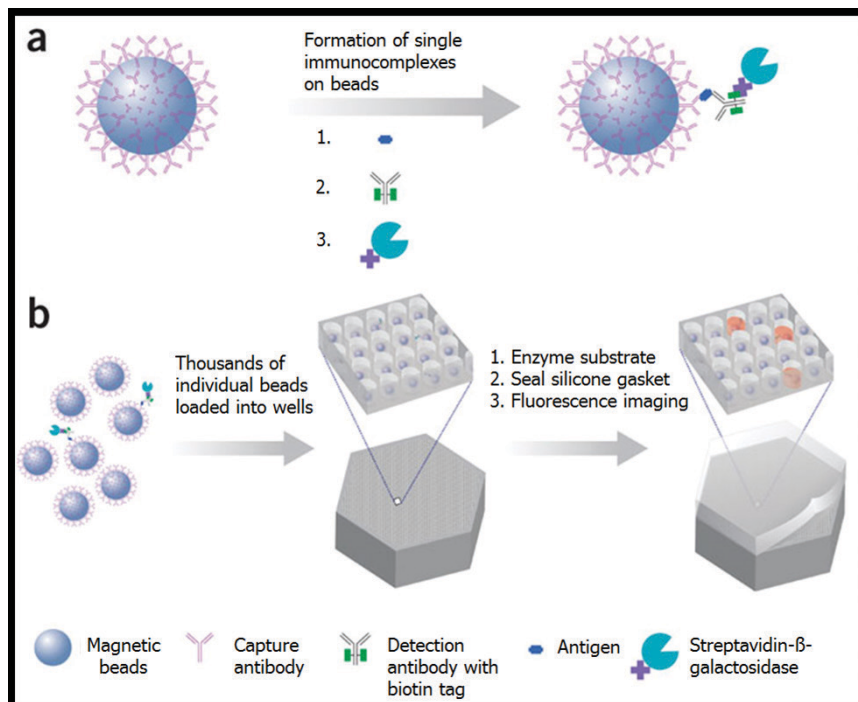 a
Formation of single
immunocomplexes
on beads
1.
2.
3.
b
Thousands of
individual beads
loaded into wells
1. Enzyme substrate
2. Seal silicone gasket
3. Fluorescence imaging
Magnetic
beads
Capture
antibody
Detection
antibody with
biotin tag
Antigen
Streptavidin-ß-
galactosidase